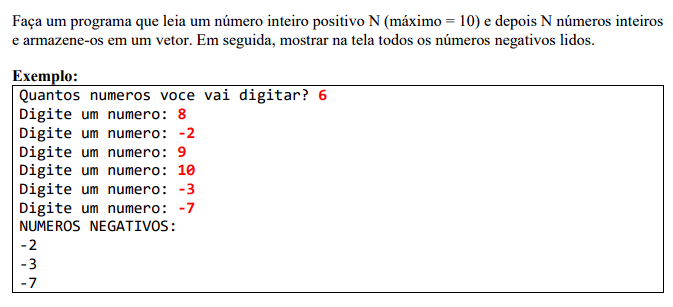 Faça um programa que leia um número inteiro positivo N (máximo = 10) e depois N números inteiros
e armazene-os em um vetor. Em seguida, mostrar na tela todos os números negativos lidos.
Exemplo:
Quantos numeros voce vai digitar? 6
Digite um numero: 8
Digite um numero: -2
Digite um numero: 9
Digite um numero: 10
Digite um numero: -3
Digite um numero: -7
NUMEROS NEGATIVOS:
-2
-3
-7